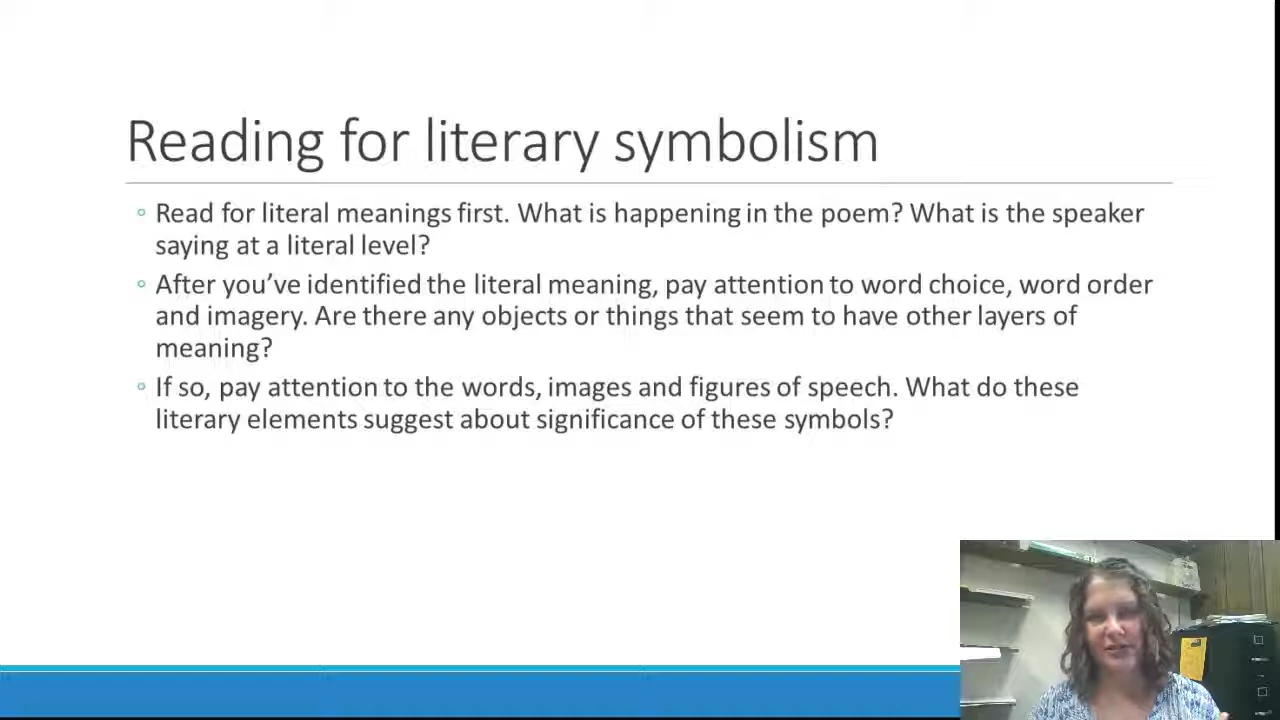 Reading for literary symbolism
◦ Read for literal meanings first. What is happening in the poem? What is the speaker
saying at a literal level?
◦ After you’ve identified the literal meaning, pay attention to word choice, word order
and imagery. Are there any objects or things that seem to have other layers of
meaning?
◦ If so, pay attention to the words, images and figures of speech. What do these
literary elements suggest about significance of these symbols?